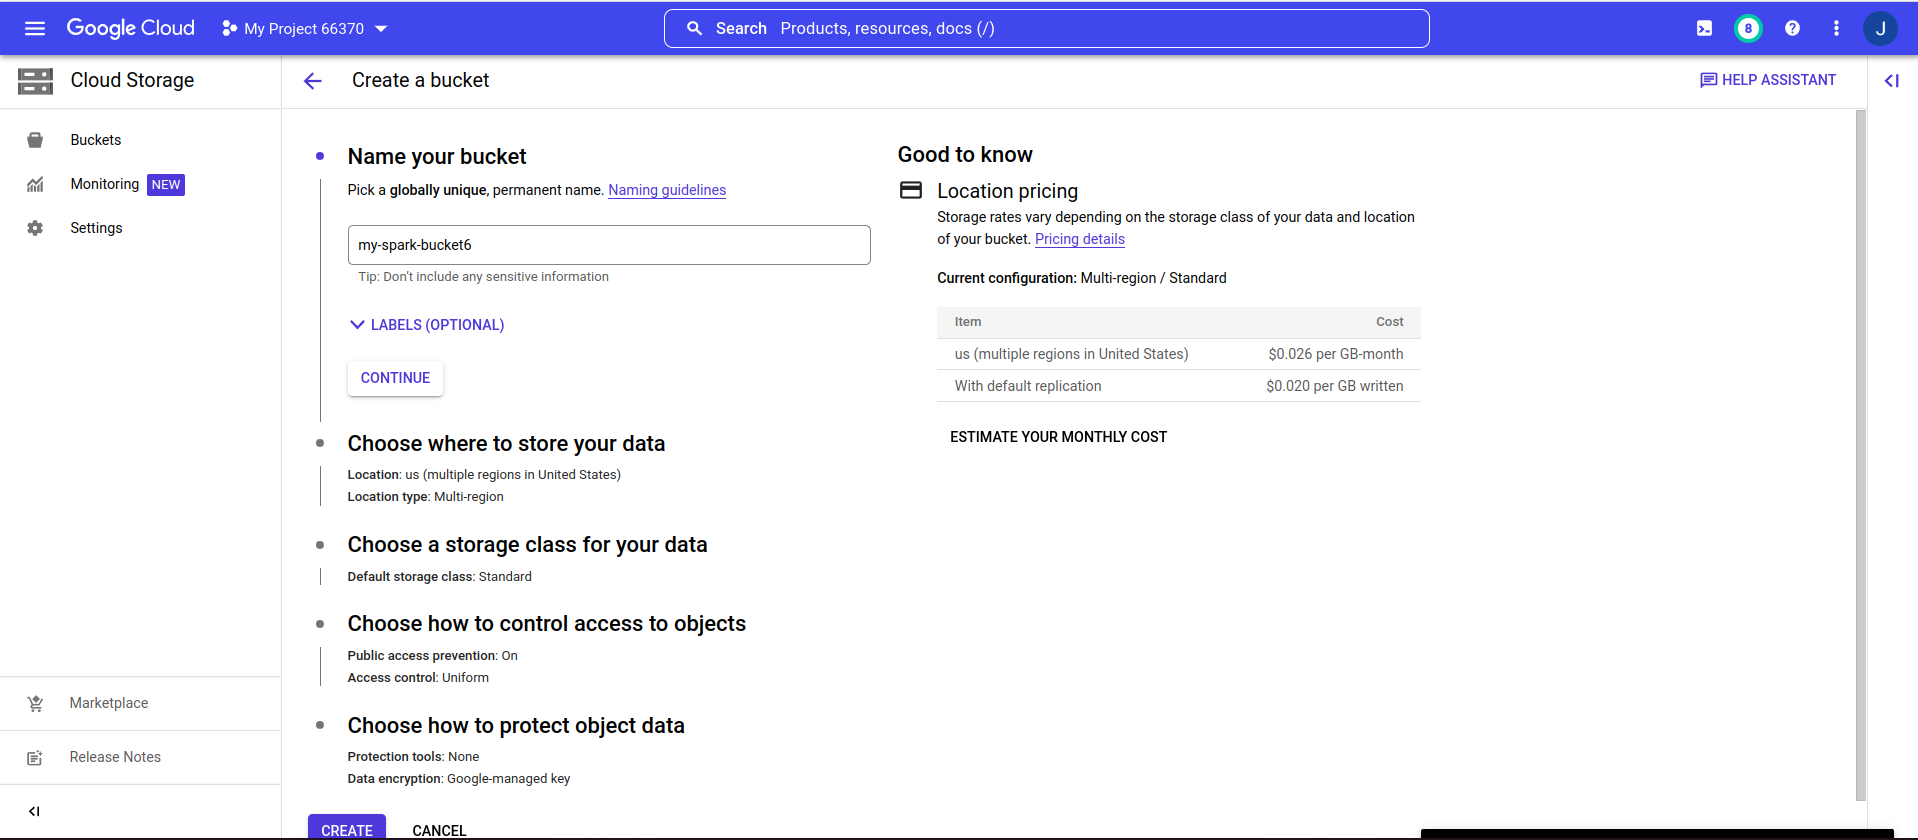 Google Cloud
My Project 66370
Search Products, resources, docs (/)
8
J
Cloud Storage
Buckets
Monitoring NEW
Settings
Marketplace
Release Notes
Create a bucket
HELP ASSISTANT
Name your bucket
Pick a globally unique, permanent name. Naming guidelines
my-spark-bucket6
Tip: Don't include any sensitive information
LABELS (OPTIONAL)
CONTINUE
Choose where to store your data
Location: us (multiple regions in United States)
Location type: Multi-region
Choose a storage class for your data
Default storage class: Standard
Choose how to control access to objects
Public access prevention: On
Access control: Uniform
Choose how to protect object data
Protection tools: None
Data encryption: Google-managed key
CREATE CANCEL
Good to know
Location pricing
Storage rates vary depending on the storage class of your data and location
of your bucket. Pricing details
Current configuration: Multi-region / Standard
Item Cost
us (multiple regions in United States) $0.026 per GB-month
With default replication $0.020 per GB written
ESTIMATE YOUR MONTHLY COST